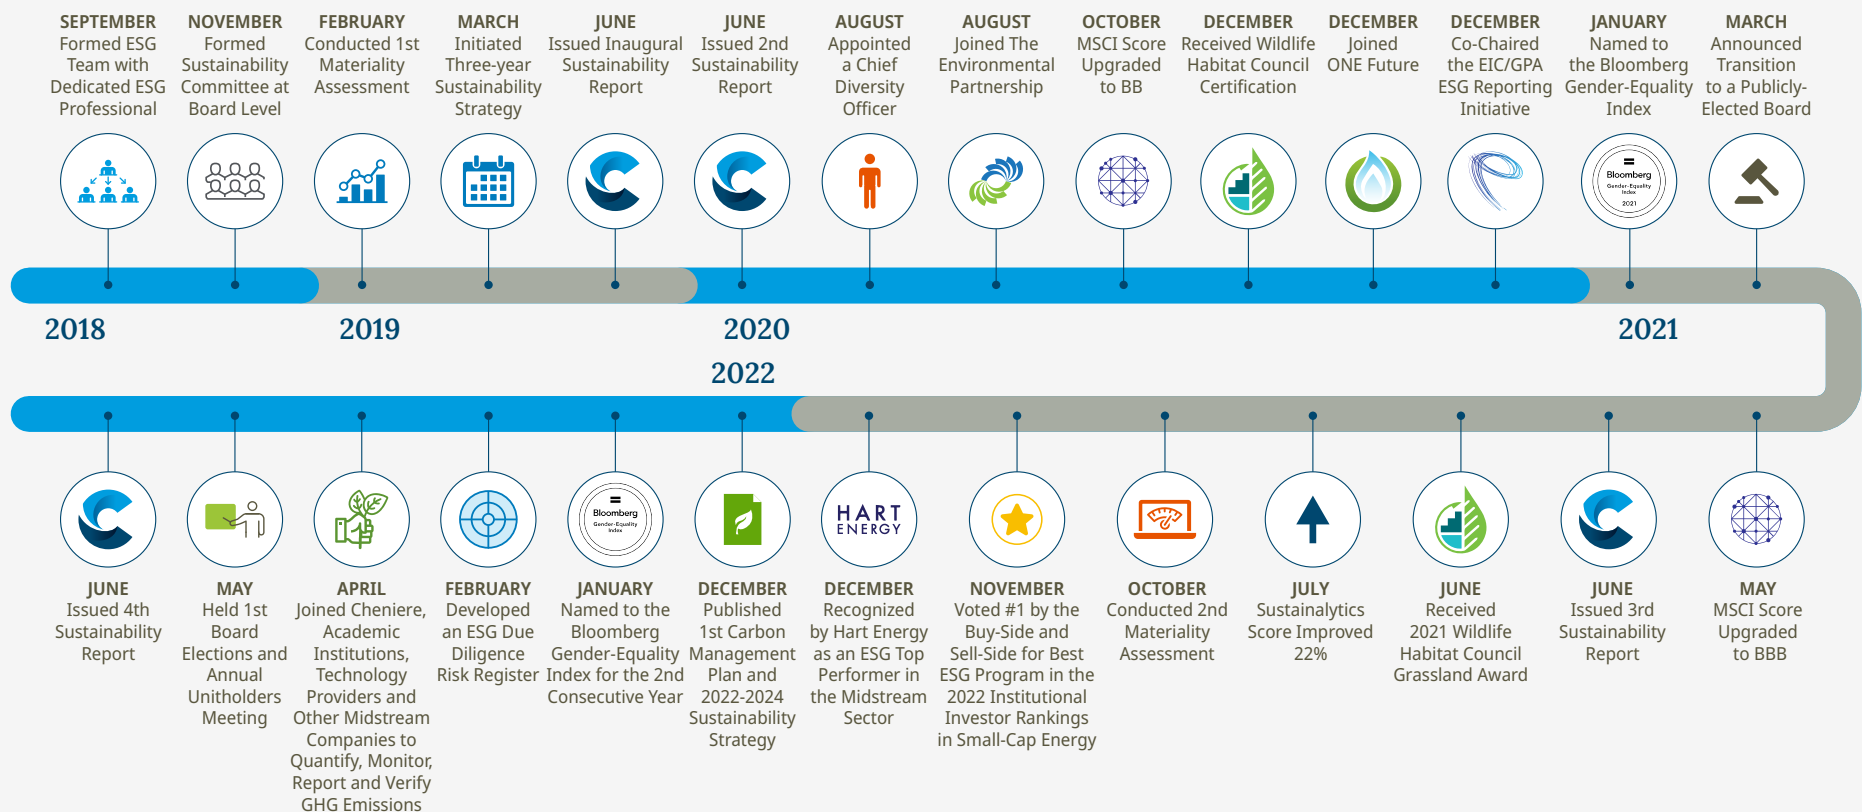 SEPTEMBER
Formed ESG
Team with
Dedicated ESG
Professional
NOVEMBER
Formed
Sustainability
Committee at
Board Level
FEBRUARY
Conducted 1st
Materiality
Assessment
MARCH
Initiated
Three-year
Sustainability
Strategy
JUNE
Issued Inaugural
Sustainability
Report
JUNE
Issued 2nd
Sustainability
Report
AUGUST
Appointed
a Chief
Diversity
Officer
AUGUST
Joined The
Environmental
Partnership
OCTOBER
MSCI Score
Upgraded
to BB
DECEMBER
Received Wildlife
Habitat Council
Certification
DECEMBER
Joined
ONE Future
DECEMBER
Co-Chaired
the EIC/GPA
ESG Reporting
Initiative
JANUARY
Named to
the Bloomberg
Gender-Equality
Index
MARCH
Announced
Transition
to a Publicly-
Elected Board
Bloomberg
Gender-Equality
Index
2021
2018
2019
2020
2021
2022
Bloomberg
Gender-Equality
Index
HART
ENERGY
JUNE
Issued 4th
Sustainability
Report
MAY
Held 1st
Board
Elections and
Annual
Unitholders
Meeting
APRIL
Joined Cheniere,
Academic
Institutions,
Technology
Providers and
Other Midstream
Companies to
Quantify, Monitor,
Report and Verify
GHG Emissions
FEBRUARY
Developed
an ESG Due
Diligence
Risk Register
JANUARY
Named to the
Bloomberg
Gender-Equality
Index for the 2nd
Consecutive Year
DECEMBER
Published
1st Carbon
Management
Plan and
2022-2024
Sustainability
Strategy
DECEMBER
Recognized
by Hart Energy
as an ESG Top
Performer in
the Midstream
Sector
NOVEMBER
Voted #1 by the
Buy-Side and
Sell-Side for Best
ESG Program in the
2022 Institutional
Investor Rankings
in Small-Cap Energy
OCTOBER
Conducted 2nd
Materiality
Assessment
JULY
Sustainalytics
Score Improved
22%
JUNE
Received
2021 Wildlife
Habitat Council
Grassland Award
JUNE
Issued 3rd
Sustainability
Report
MAY
MSCI Score
Upgraded
to BBB